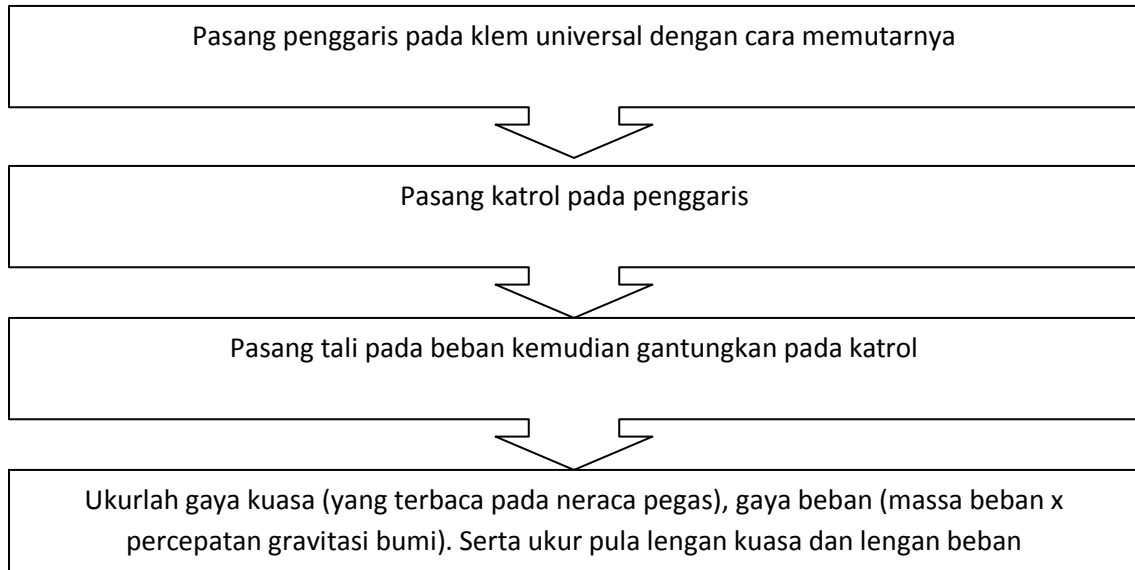 Pasang penggaris pada klem universal dengan cara memutarnya
Pasang katrol pada penggaris
Pasang tali pada beban kemudian gantungkan pada katrol
Ukurlah gaya kuasa (yang terbaca pada neraca pegas), gaya beban (massa beban x
percepatan gravitasi bumi). Serta ukur pula lengan kuasa dan lengan beban